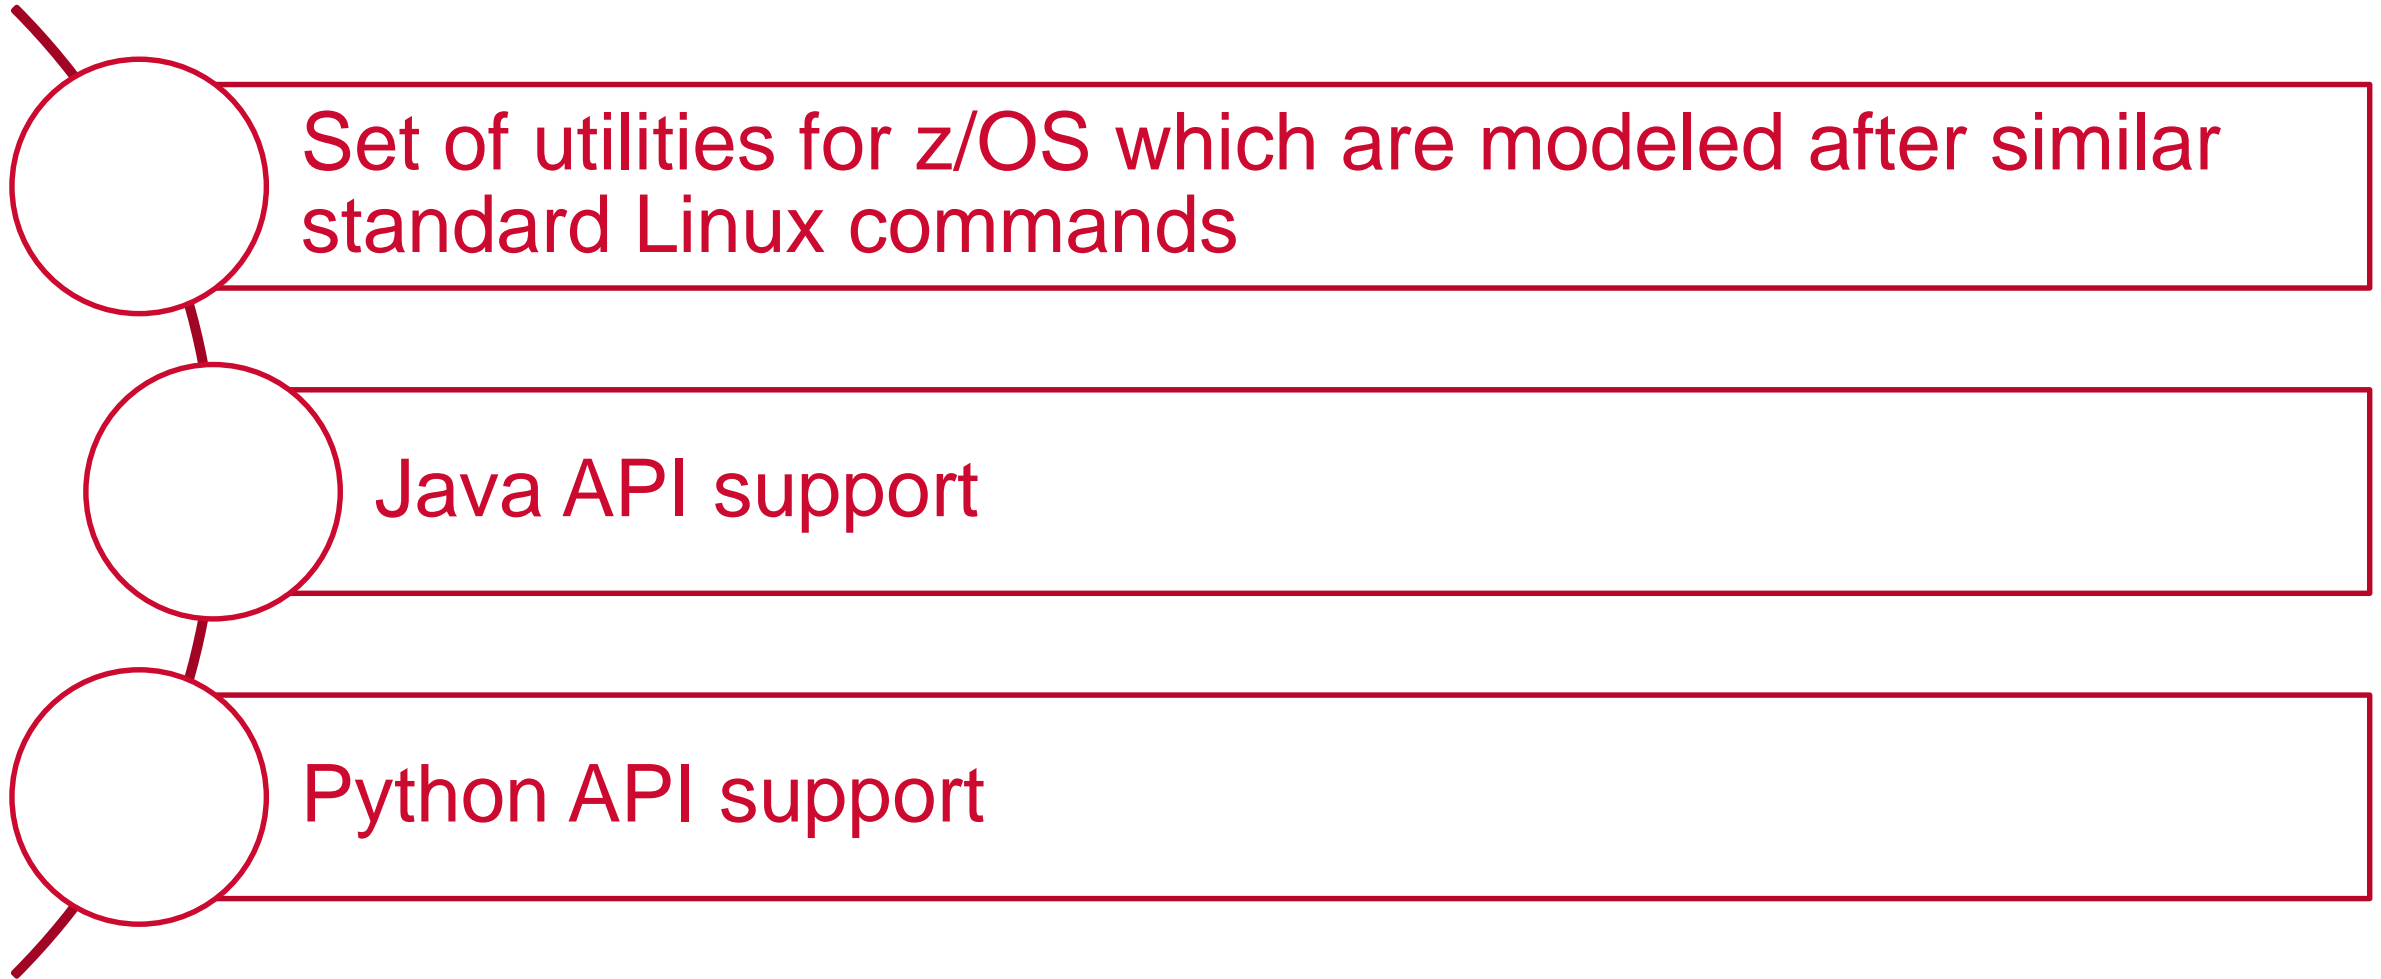 Set of utilities for z/OS which are modeled after similar
standard Linux commands
Java API support
Python API support